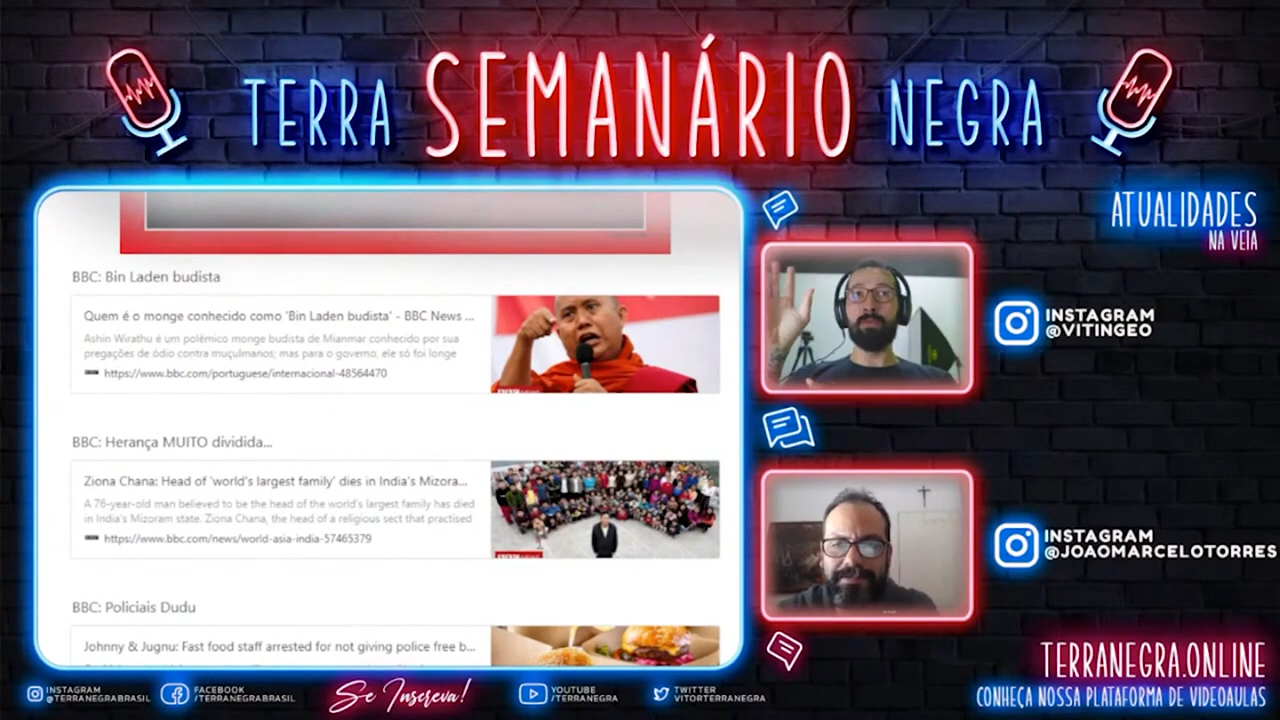 TERRA SEMANÁRIO NEGRA
ATUALIDADES
NA VEIA
BBC: Bin Laden budista
Quem é o monge conhecido como 'Bin Laden budista' - BBC News ...
Ashin Wirathu é um polêmico monge budista de Mianmar conhecido por sua
pregações de ódio contra muçulmanos; mas para o governo, ele só foi longe
https://www.bbc.com/portuguese/internacional-48564470
BBC: Herança MUITO dividida...
Ziona Chana: Head of 'world's largest family' dies in India's Mizora...
A 76-year-old man believed to be the head of the world's largest family has died
in India's Mizoram state. Ziona Chana, the head of a religious sect that practised
https://www.bbc.com/news/world-asia-india-57465379
BBC: Policiais Dudu
Johnny & Jugnu: Fast food staff arrested for not giving police free b...
INSTAGRAM
@VITINGEO
INSTAGRAM
@JOAOMARCELOTORRES
TERRANEGRA.ONLINE
CONHEÇA NOSSA PLATAFORMA DE VIDEOAULAS
INSTAGRAM
@TERRANEGRABRASIL
FACEBOOK
/TERRANEGRABRASIL
Se Inscreva!
YOUTUBE
/TERRANEGRA
TWITTER
VITORTERRANEGRA